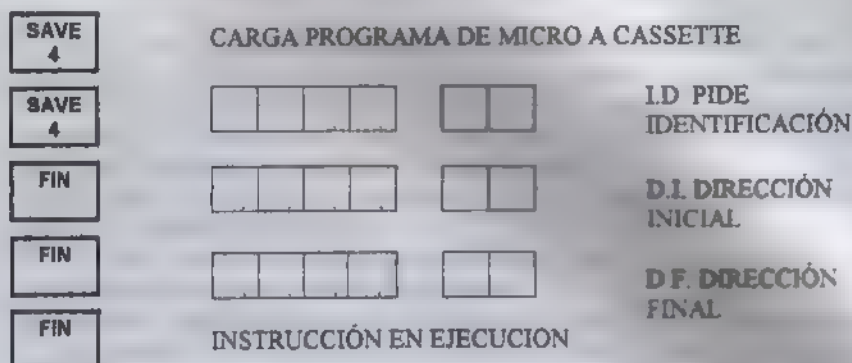 SAVE
4
CARGA PROGRAMA DE MICRO A CASSETTE
SAVE
4
I.D PIDE
IDENTIFICACIÓN
FIN
D.I. DIRECCIÓN
INICIAL
FIN
D F. DIRECCIÓN
FINAL
FIN
INSTRUCCIÓN EN EJECUCION